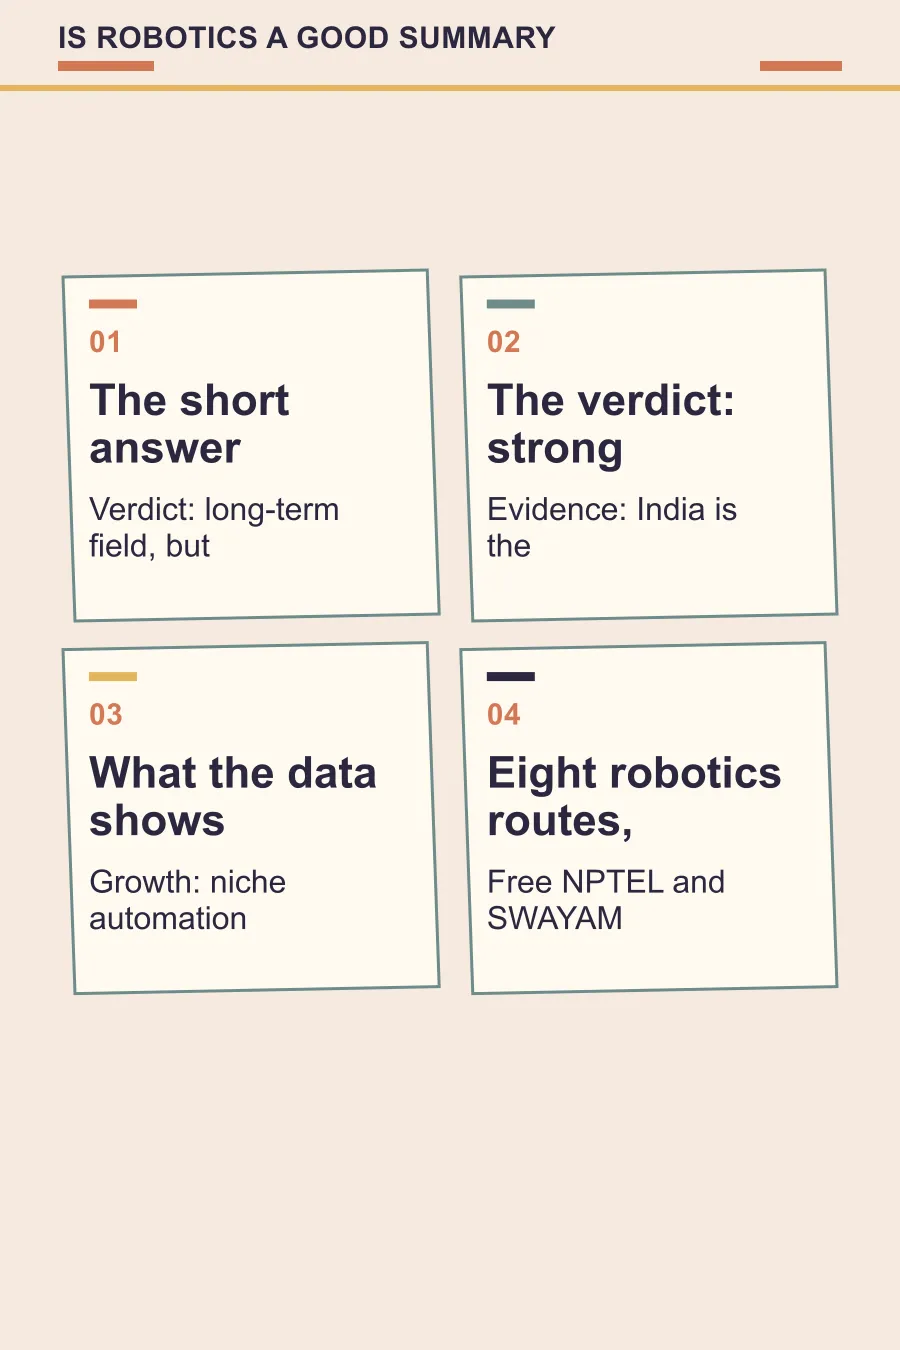 IS ROBOTICS A GOOD SUMMARY
01
The short
answer
Verdict: long-term
field, but
02
The verdict:
strong
Evidence: India is
the
03
What the data
shows
Growth: niche
automation
04
Eight robotics
routes,
Free NPTEL and
SWAYAM